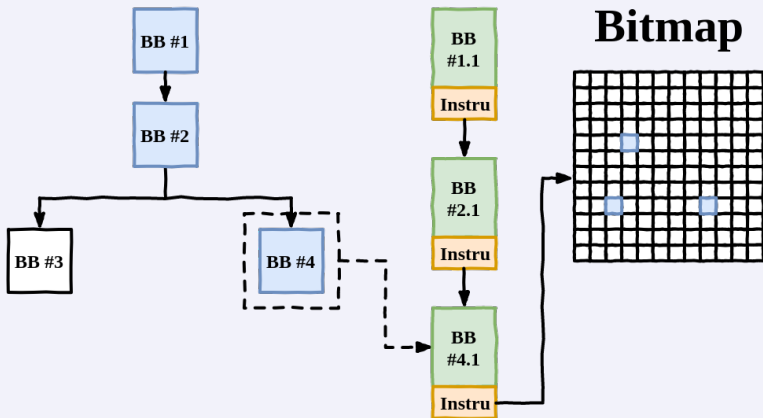 Bitmap
BB #1
BB #2
BB #3
BB #4
BB
#1.1
Instru
BB
#2.1
Instru
BB
#4.1
Instru